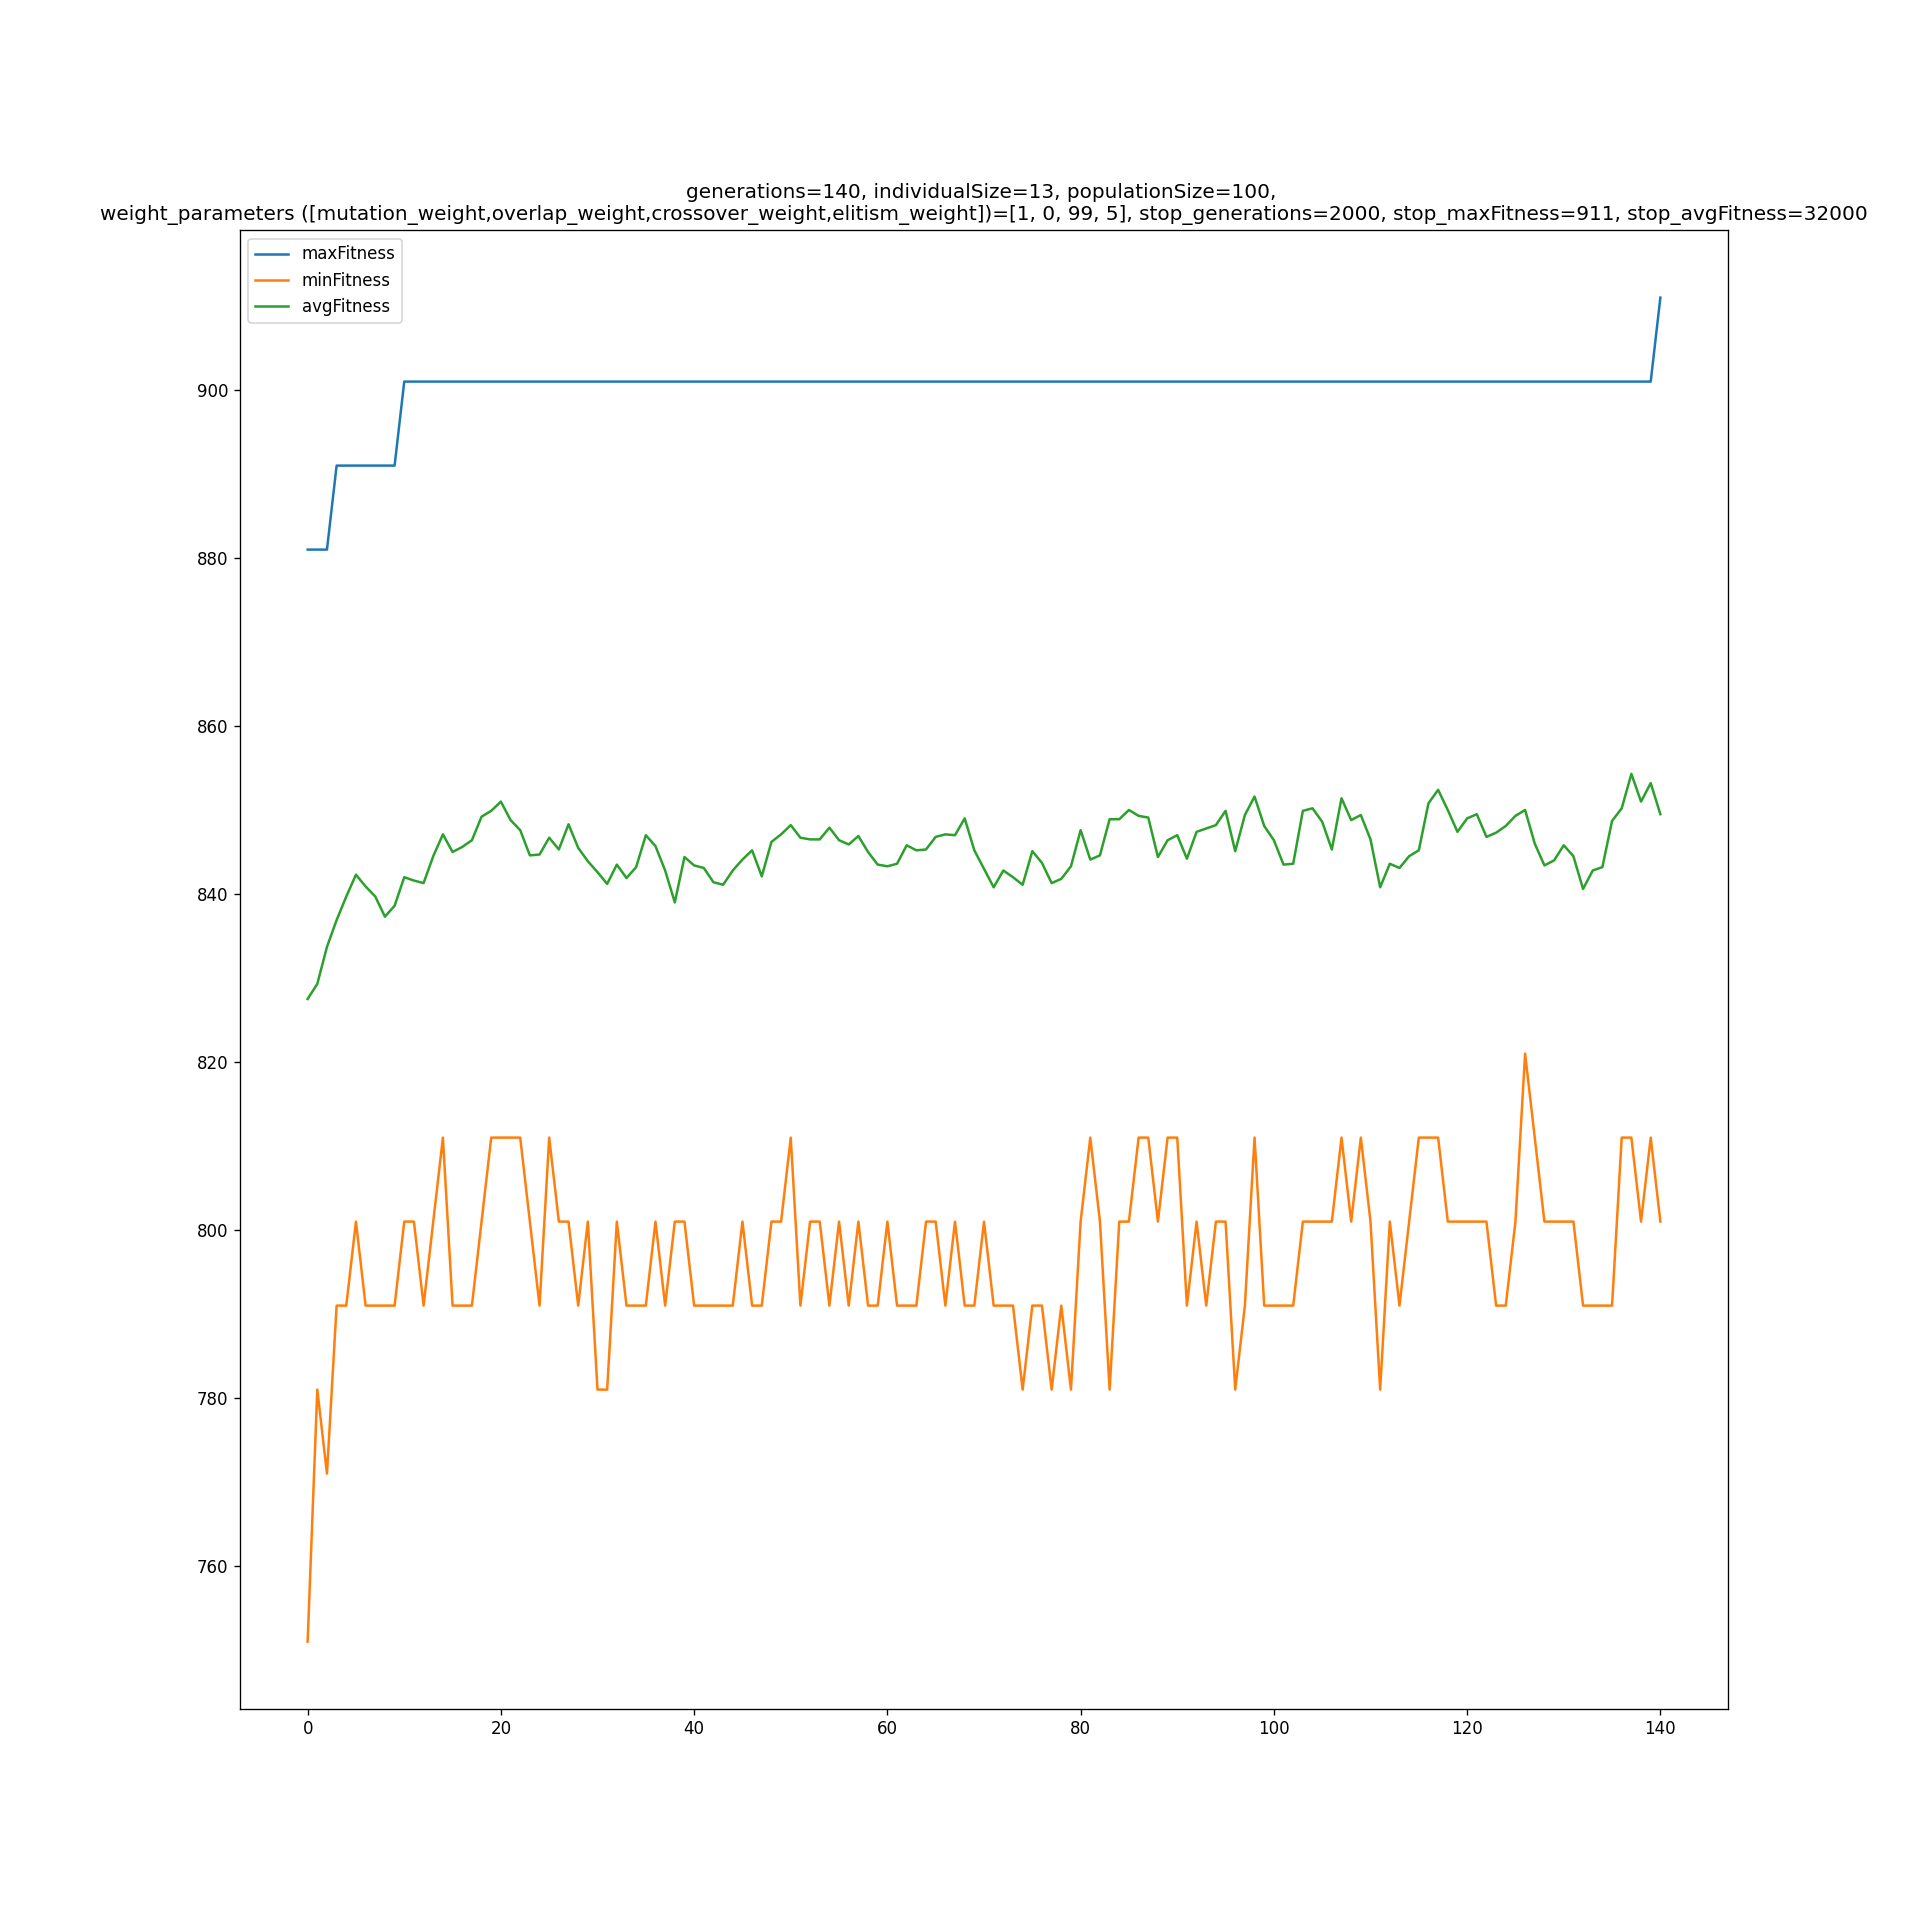 generations=140, individualSize=13, populationSize=100,
weight_parameters ([mutation_weight,overlap_weight,crossover_weight,elitism_weight])=[1, 0, 99, 5], stop_generations=2000, stop_maxFitness=911, stop_avgFitness=32000
maxFitness
minFitness
avgFitness
900
880
860
840
820
800
780
760
0 20 40 60 80 100 120 140